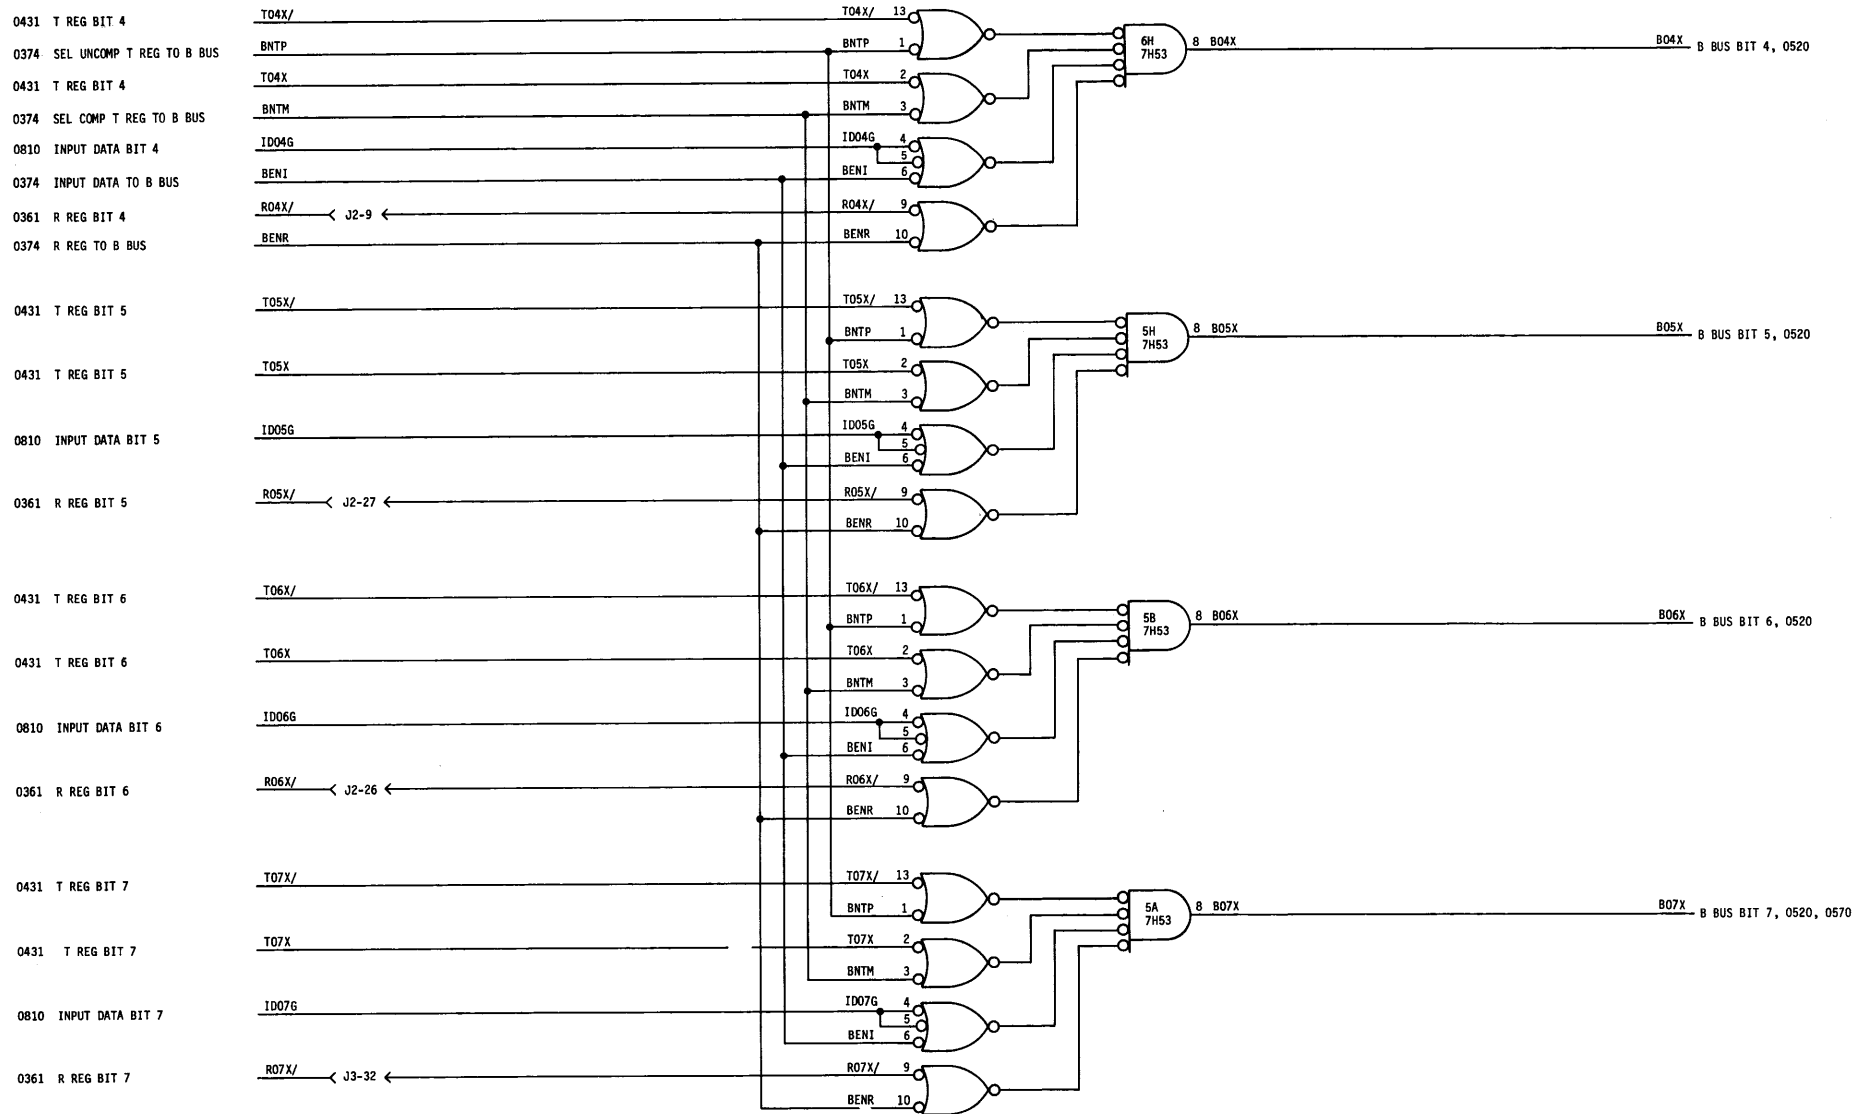 0431 T REG BIT 4 T04X/ T04X/ 13
0374 SEL UNCOMP T REG TO B BUS BNTP BNTP 1
6H
7H53
8 B04X B04X B BUS BIT 4, 0520
0431 T REG BIT 4 T04X T04X 2
0374 SEL COMP T REG TO B BUS BNTM BNTM 3
0810 INPUT DATA BIT 4 ID04G ID04G 4
5
0374 INPUT DATA TO B BUS BENI BENI 6
0361 R REG BIT 4 R04X/ J2-9 R04X/ 9
0374 R REG TO B BUS BENR BENR 10
0431 T REG BIT 5 T05X/ T05X/ 13
BNTP 1
5H
7H53
8 B05X B05X B BUS BIT 5, 0520
0431 T REG BIT 5 T05X T05X 2
BNTM 3
0810 INPUT DATA BIT 5 ID05G ID05G 4
5
BENI 6
0361 R REG BIT 5 R05X/ J2-27 R05X/ 9
BENR 10
0431 T REG BIT 6 T06X/ T06X/ 13
BNTP 1
5B
7H53
8 B06X B06X B BUS BIT 6, 0520
0431 T REG BIT 6 T06X T06X 2
BNTM 3
0810 INPUT DATA BIT 6 ID06G ID06G 4
5
BENI 6
0361 R REG BIT 6 R06X/ J2-26 R06X/ 9
BENR 10
0431 T REG BIT 7 T07X/ T07X/ 13
BNTP 1
5A
7H53
8 B07X B07X B BUS BIT 7, 0520, 0570
0431 T REG BIT 7 T07X T07X 2
BNTM 3
0810 INPUT DATA BIT 7 ID07G ID07G 4
5
BENI 6
0361 R REG BIT 7 R07X/ J3-32 R07X/ 9
BENR 10